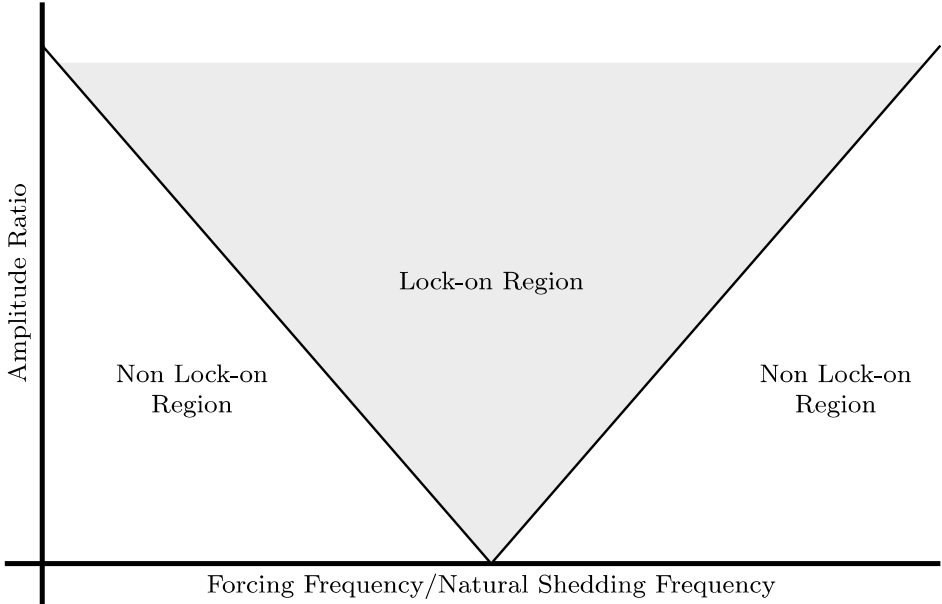 Amplitude Ratio
Lock-on Region
Non Lock-on
Region
Non Lock-on
Region
Forcing Frequency/Natural Shedding Frequency